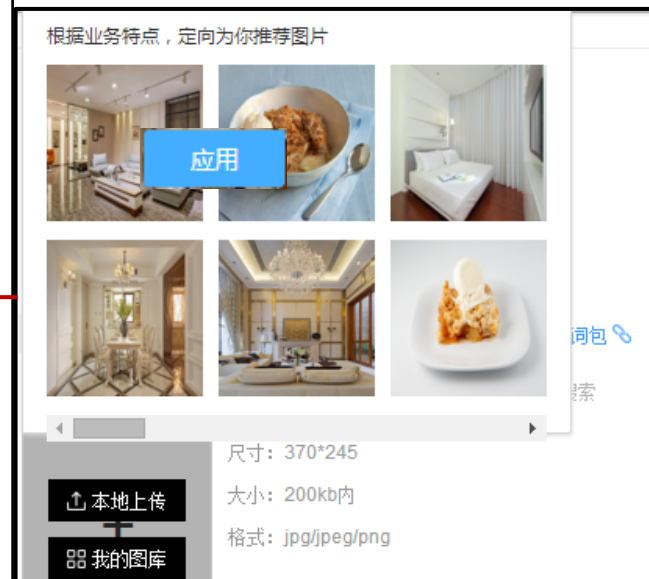 根据业务特点，定向为你推荐图片
应用
词包
搜索
尺寸：370*245
大小：200kb内
格式：jpg/jpeg/png
本地上传
我的图库